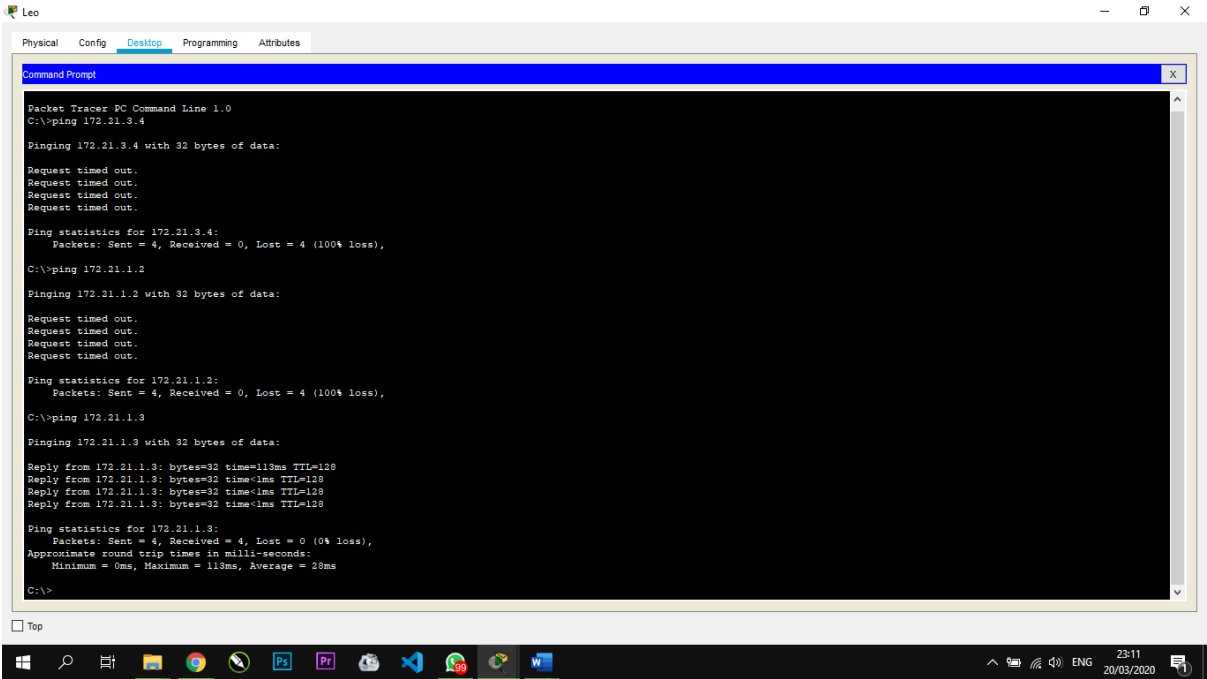 Leo
Physical Config Desktop Programming Attributes
Command Prompt X
Packet Tracer PC Command Line 1.0
C:\>ping 172.21.3.4
Pinging 172.21.3.4 with 32 bytes of data:
Request timed out.
Request timed out.
Request timed out.
Request timed out.
Ping statistics for 172.21.3.4:
Packets: Sent = 4, Received = 0, Lost = 4 (100% loss),
C:\>ping 172.21.1.2
Pinging 172.21.1.2 with 32 bytes of data:
Request timed out.
Request timed out.
Request timed out.
Request timed out.
Ping statistics for 172.21.1.2:
Packets: Sent = 4, Received = 0, Lost = 4 (100% loss),
C:\>ping 172.21.1.3
Pinging 172.21.1.3 with 32 bytes of data:
Reply from 172.21.1.3: bytes=32 time=113ms TTL=128
Reply from 172.21.1.3: bytes=32 time<1ms TTL=128
Reply from 172.21.1.3: bytes=32 time<1ms TTL=128
Reply from 172.21.1.3: bytes=32 time<1ms TTL=128
Ping statistics for 172.21.1.3:
Packets: Sent = 4, Received = 4, Lost = 0 (0% loss),
Approximate round trip times in milli-seconds:
Minimum = 0ms, Maximum = 113ms, Average = 28ms
C:\>
Top
Ps Pr 99 W ENG 23:11
20/03/2020 1